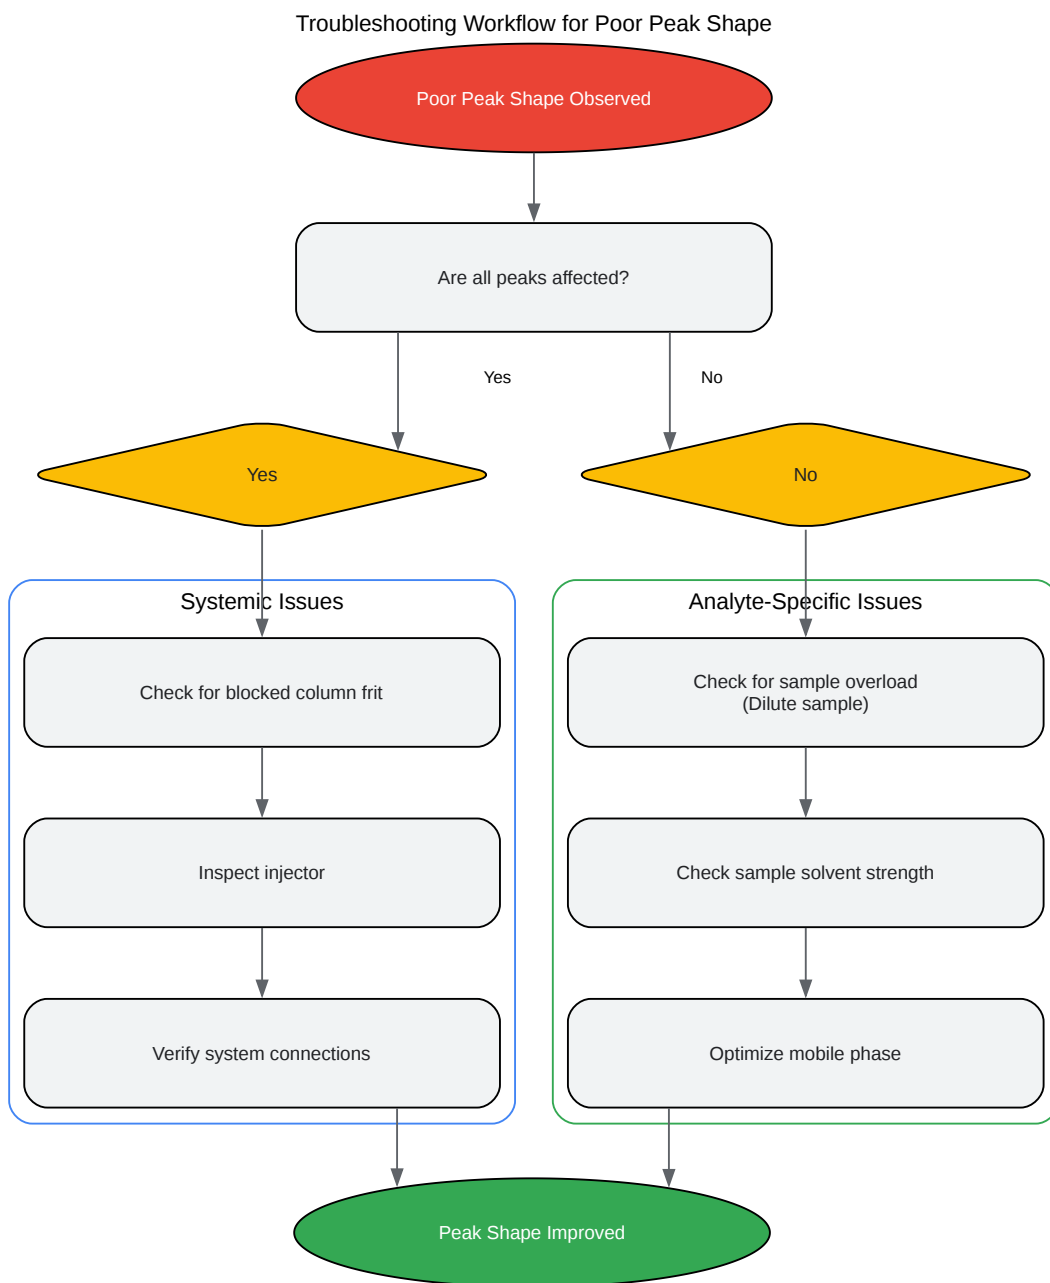 Troubleshooting Workflow for Poor Peak Shape
Poor Peak Shape Observed
Are all peaks affected?
Yes
No
Yes
No
Systemic Issues
Check for blocked column frit
Inspect injector
Verify system connections
Analyte-Specific Issues
Check for sample overload
(Dilute sample)
Check sample solvent strength
Optimize mobile phase
Peak Shape Improved